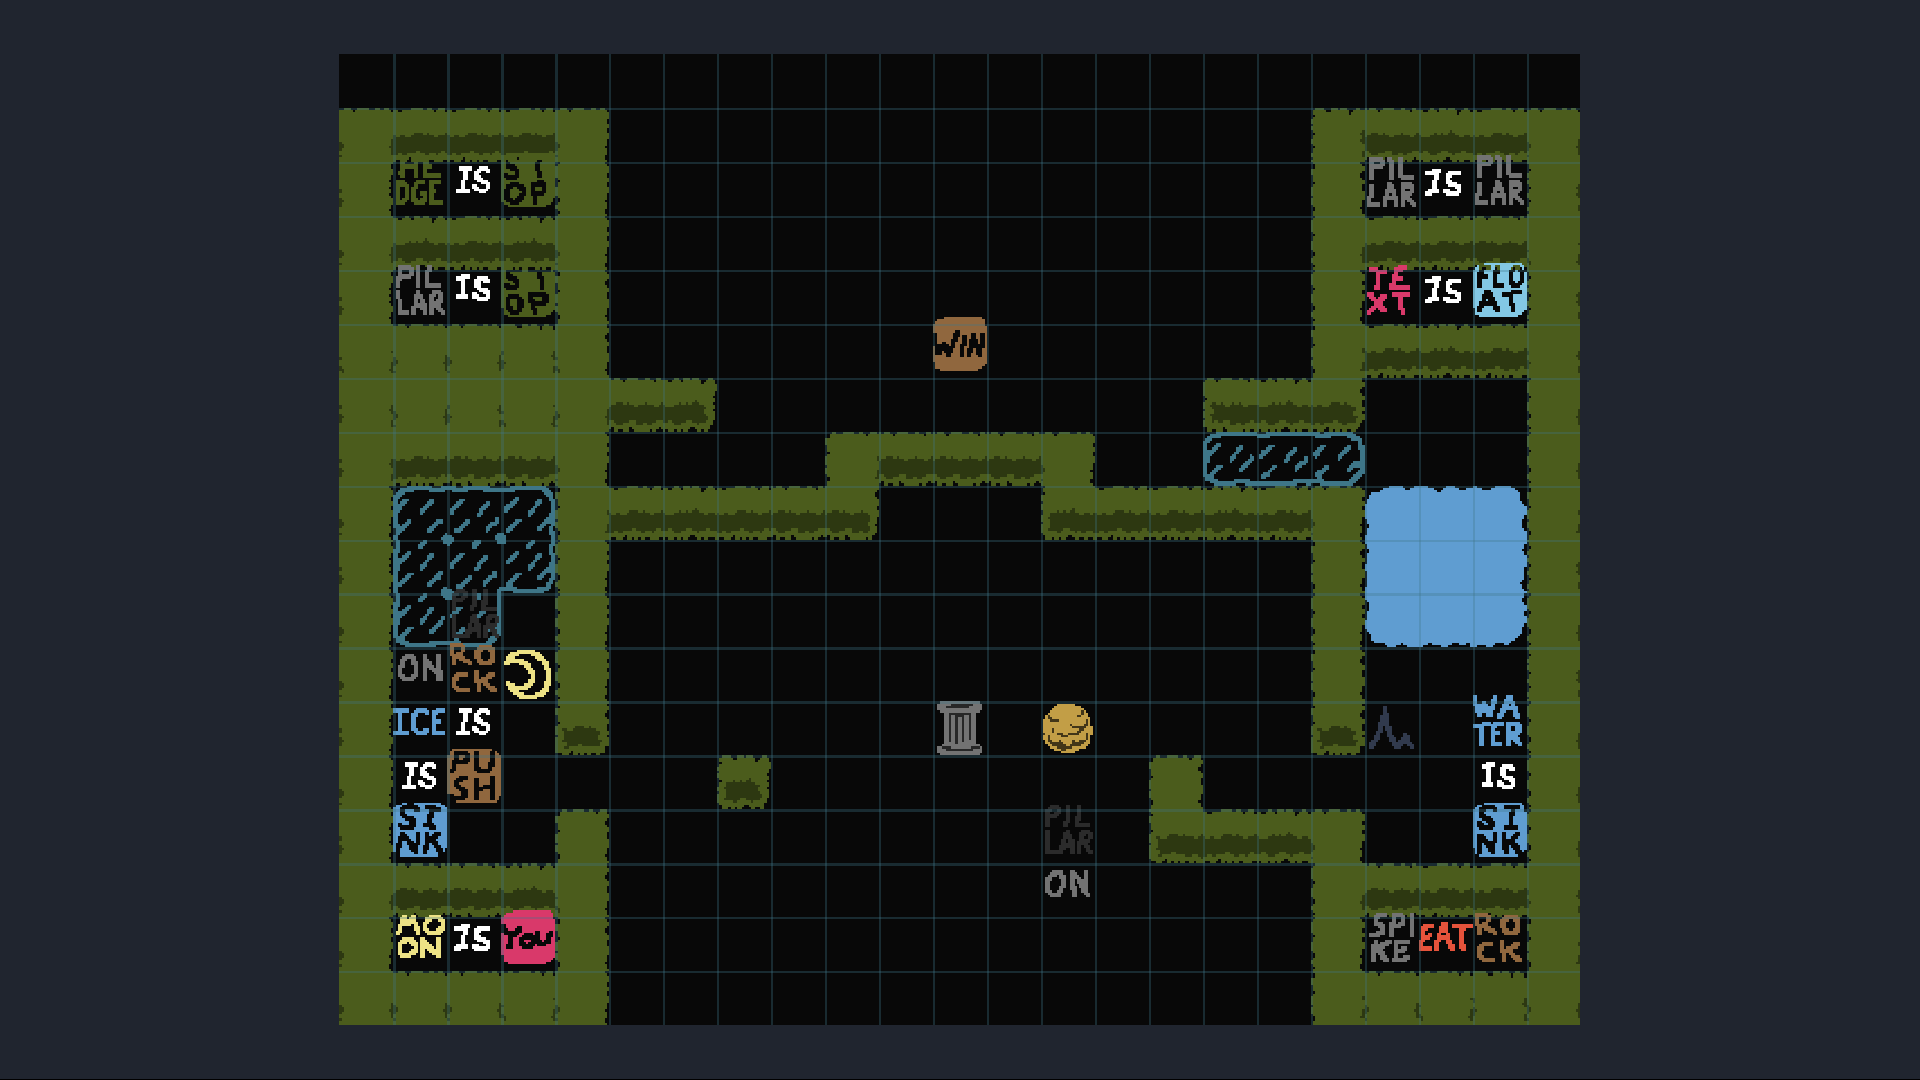 HEDGE IS STOP
PILLAR IS PILLAR
PILLAR IS STOP
TEXT IS FLOAT
WIN
PILLAR
ON ROCK
ICE IS
WATER
IS PUSH
IS
SINK
PILLAR
SINK
ON
MOON IS YOU
SPIKE EAT ROCK